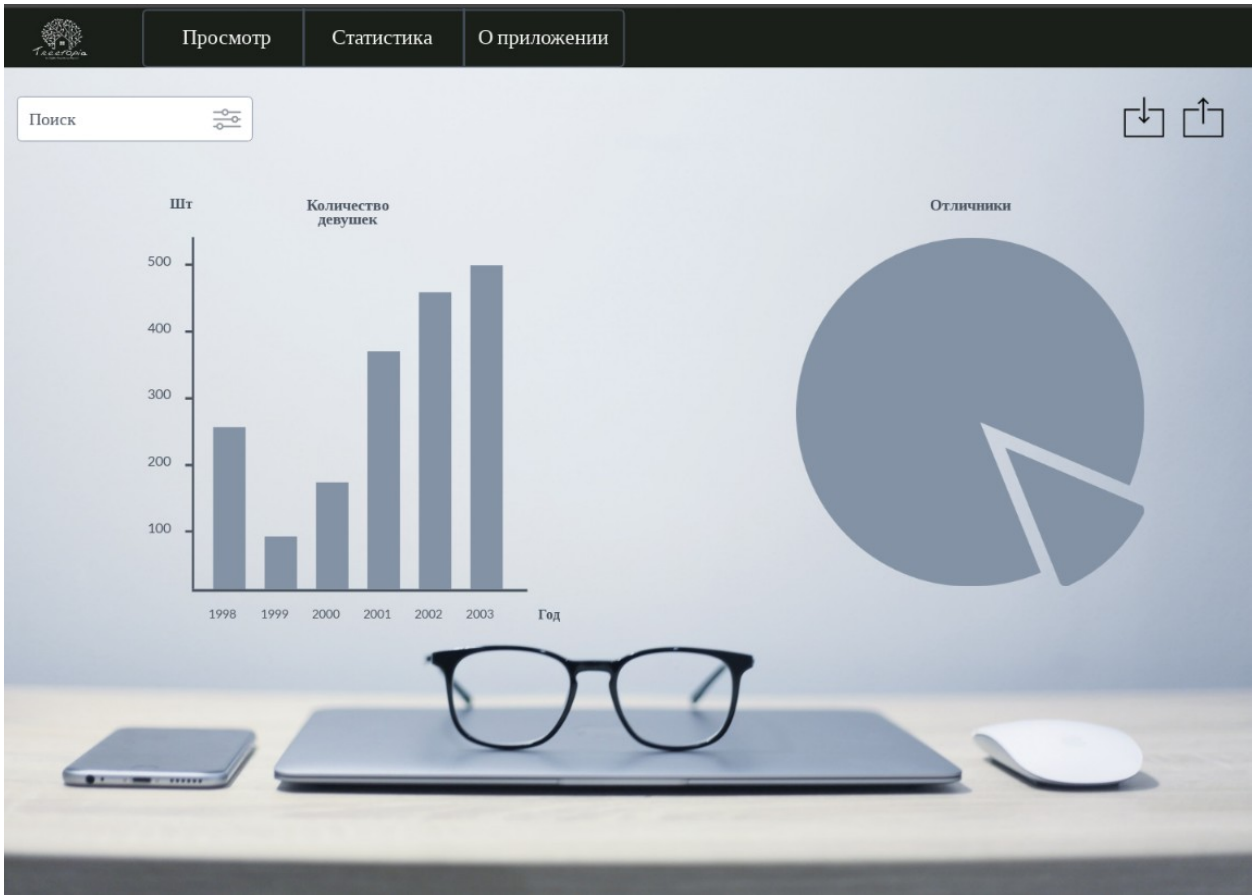 Treetopia
Просмотр
Статистика
О приложении
Поиск
Шт
Количество
девушек
500
400
300
200
100
1998 1999 2000 2001 2002 2003
Год
Отличники